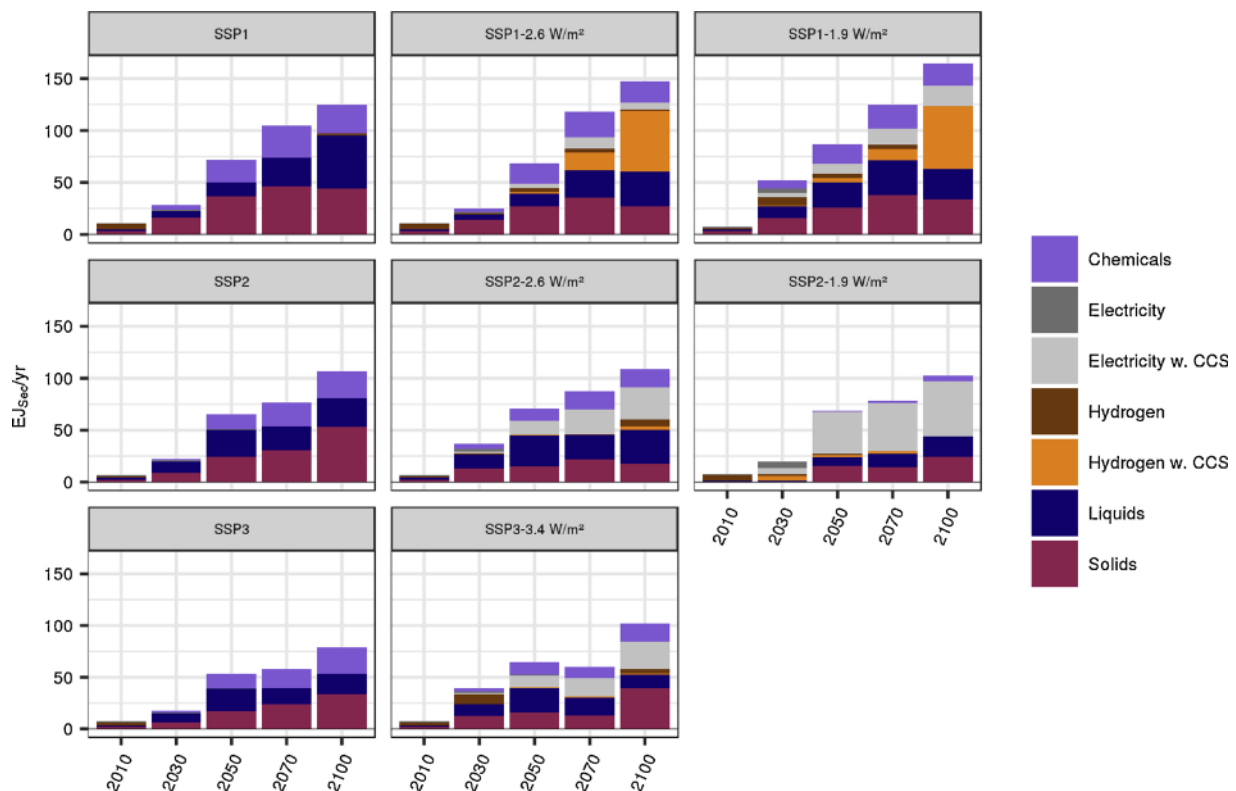 SSP1
SSP1-2.6 W/m²
SSP1-1.9 W/m²
150
100
50
0
SSP2
SSP2-2.6 W/m²
SSP2-1.9 W/m²
150
100
50
0
EJSec/yr
SSP3
SSP3-3.4 W/m²
2010
2030
2050
2070
2100
150
100
50
0
2010
2030
2050
2070
2100
2010
2030
2050
2070
2100
Chemicals
Electricity
Electricity w. CCS
Hydrogen
Hydrogen w. CCS
Liquids
Solids